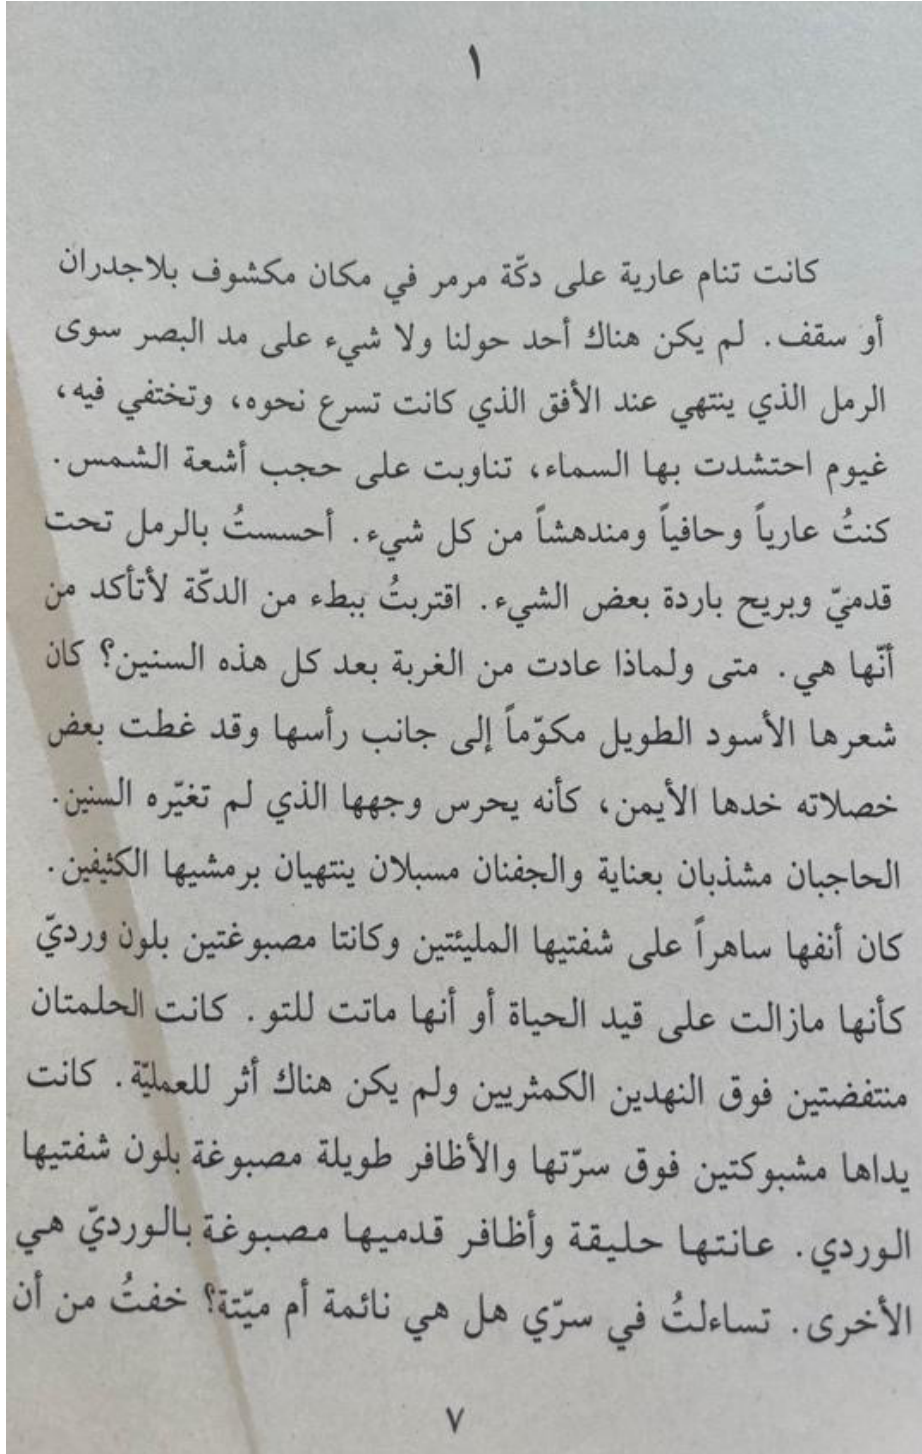 ١
كانت تنام عارية على دكّة مرمر في مكان مكشوف بلاجدران
أو سقف. لم يكن هناك أحد حولنا ولا شيء على مد البصر سوى
الرمل الذي ينتهي عند الأفق الذي كانت تسرع نحوه، وتختفي فيه،
غيوم احتشدت بها السماء، تناوبت على حجب أشعة الشمس.
كنتُ عارياً وحافياً ومندهشاً من كل شيء. أحسستُ بالرمل تحت
قدميّ وبريح باردة بعض الشيء. اقتربتُ ببطء من الدكّة لأتأكد من
أنّها هي. متى ولماذا عادت من الغربة بعد كل هذه السنين؟ كان
شعرها الأسود الطويل مكوّماً إلى جانب رأسها وقد غطت بعض
خصلاته خدها الأيمن، كأنه يحرس وجهها الذي لم تغيّره السنين.
الحاجبان مشذبان بعناية والجفنان مسبلان ينتهيان برمشيها الكثيفين.
كان أنفها ساهراً على شفتيها المليئتين وكانتا مصبوغتين بلون ورديّ
كأنها مازالت على قيد الحياة أو أنها ماتت للتو. كانت الحلمتان
منتفضتين فوق النهدين الكمثريين ولم يكن هناك أثر للعمليّة. كانت
يداها مشبوكتين فوق سرّتها والأظافر طويلة مصبوغة بلون شفتيها
الوردي. عانتها حليقة وأظافر قدميها مصبوغة بالورديّ هي
الأخرى. تساءلتُ في سرّي هل هي نائمة أم ميّتة؟ خفتُ من أن
٧